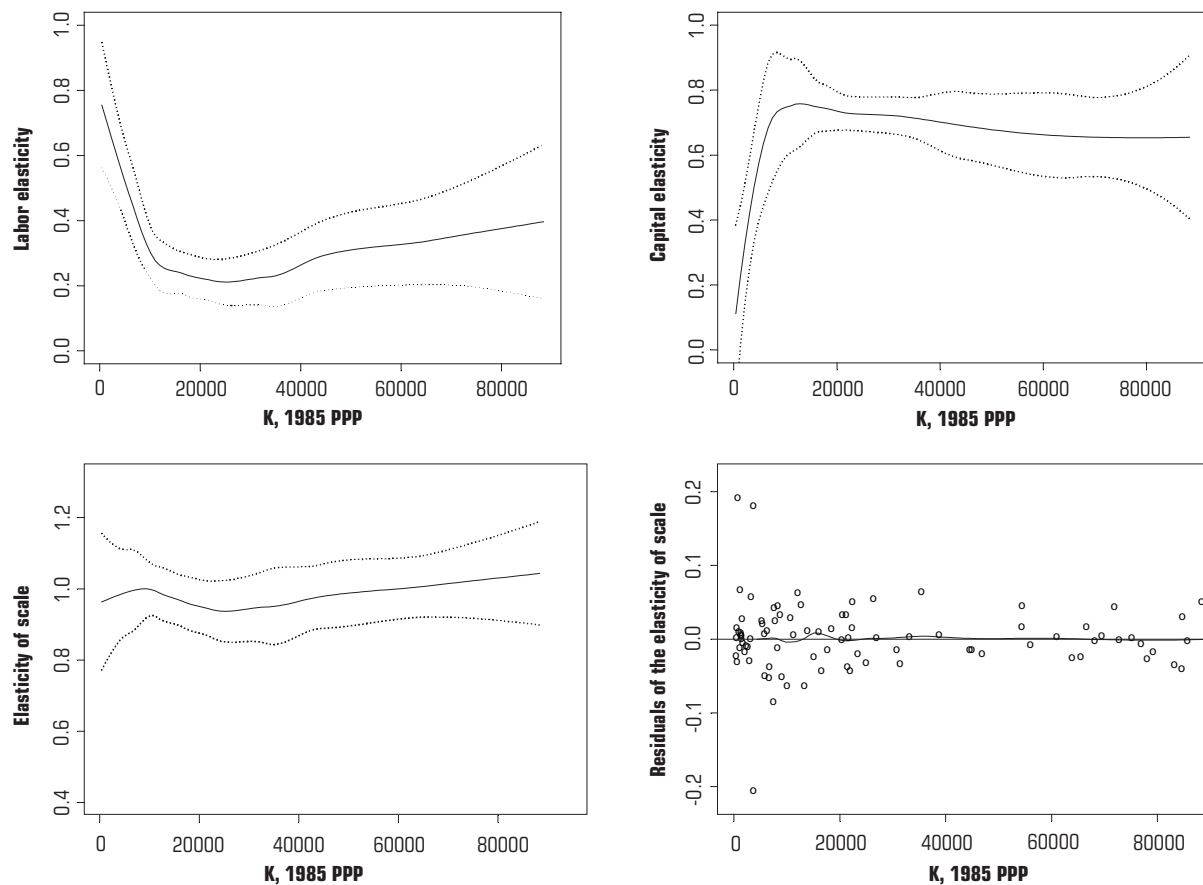 Labor elasticity
1.0
0.8
0.6
0.4
0.2
0.0
0 20000 40000 60000 80000
K, 1985 PPP
Capital elasticity
1.0
0.8
0.6
0.4
0.2
0.0
0 20000 40000 60000 80000
K, 1985 PPP
Elasticity of scale
1.2
1.0
0.8
0.6
0.4
0 20000 40000 60000 80000
K, 1985 PPP
Residuals of the elasticity of scale
0.2
0.1
0.0
-0.1
-0.2
0 20000 40000 60000 80000
K, 1985 PPP